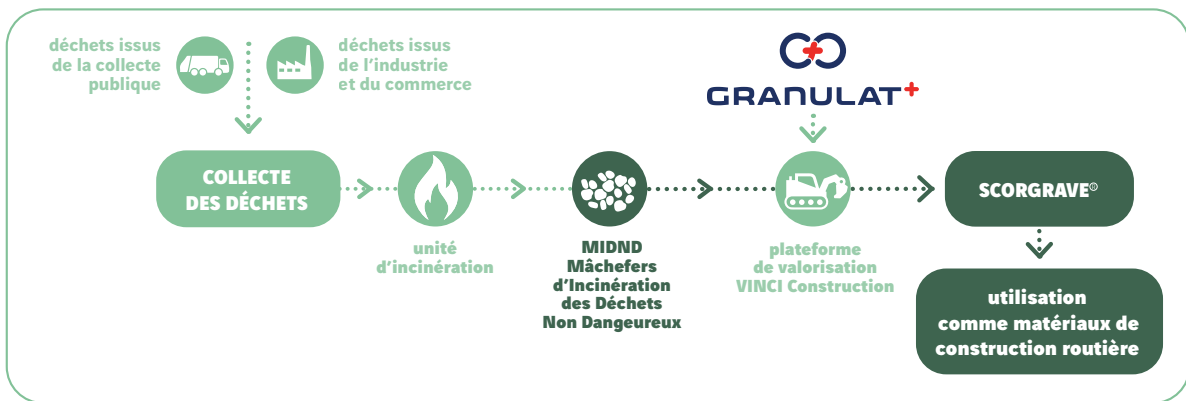 déchets issus
de la collecte
publique
déchets issus
de l'industrie
et du commerce
GRANULAT+
COLLECTE
DES DÉCHETS
unité
d'incinération
MIDND
Mâchefers
d'Incinération
des Déchets
Non Dangeureux
plateforme
de valorisation
VINCI Construction
SCORGRAVE®
utilisation
comme matériaux de
construction routière